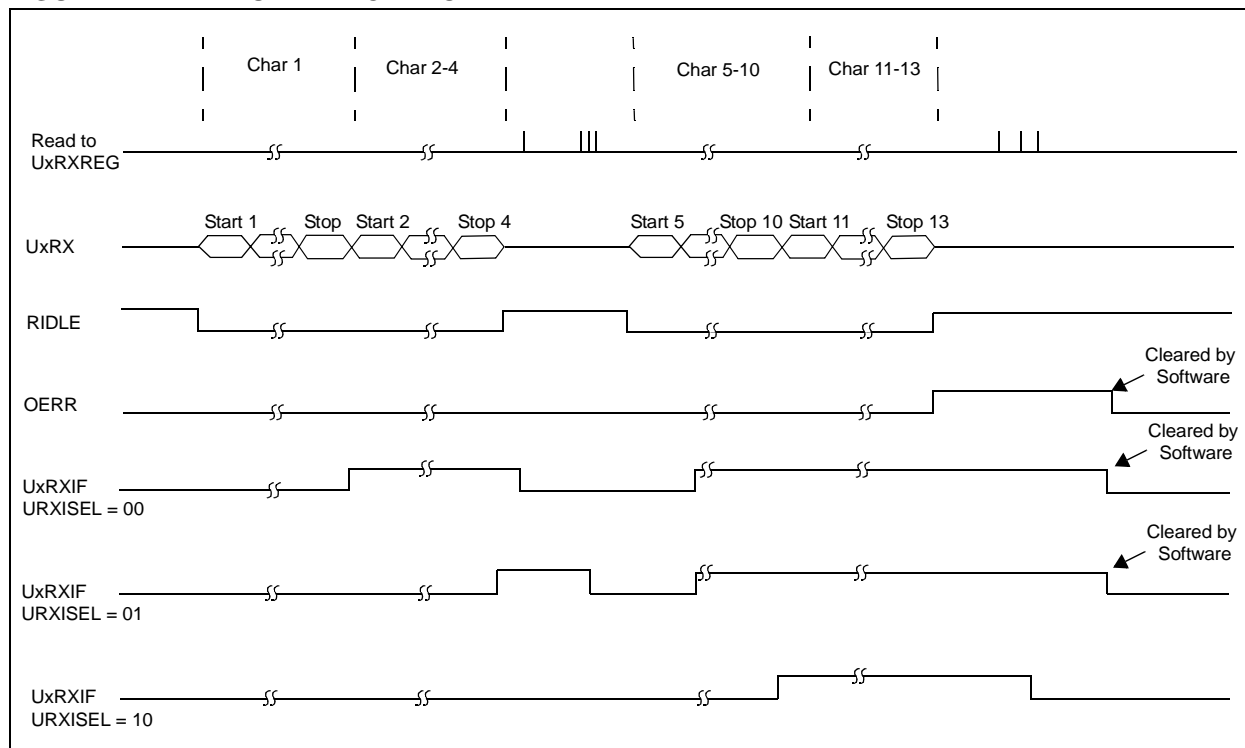 Char 1
Char 2-4
Char 5-10
Char 11-13
Read to
UxRXREG
Start 1
Stop
Start 2
Stop 4
Start 5
Stop 10
Start 11
Stop 13
UxRX
RIDLE
Cleared by
Software
OERR
Cleared by
Software
UxRXIF
URXISEL = 00
Cleared by
Software
UxRXIF
URXISEL = 01
UxRXIF
URXISEL = 10